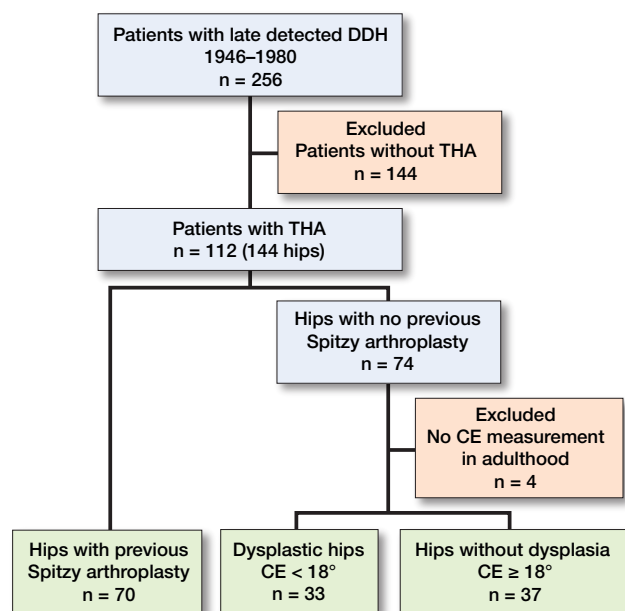 Patients with late detected DDH
1946–1980
n = 256
Excluded
Patients without THA
n = 144
Patients with THA
n = 112 (144 hips)
Hips with no previous
Spitzy arthroplasty
n = 74
Excluded
No CE measurement
in adulthood
n = 4
Hips with previous
Spitzy arthroplasty
n = 70
Dysplastic hips
CE < 18°
n = 33
Hips without dysplasia
CE ≥ 18°
n = 37